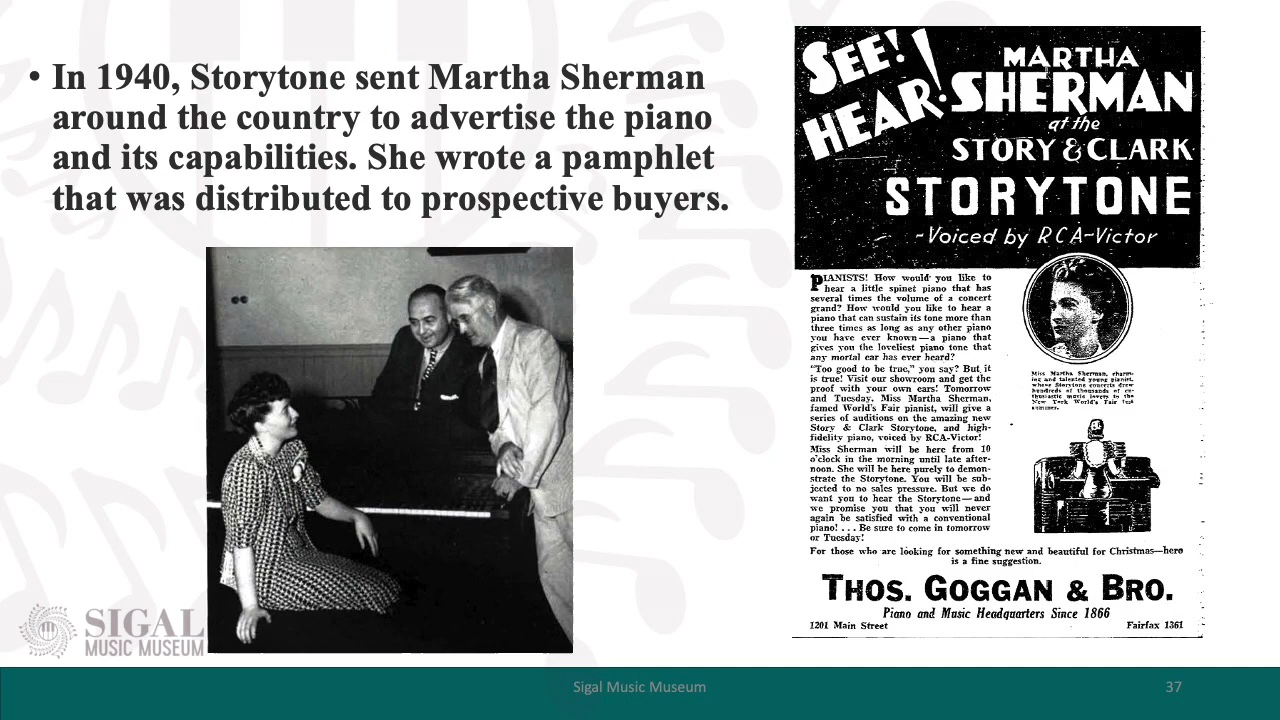 • In 1940, Storytone sent Martha Sherman
around the country to advertise the piano
and its capabilities. She wrote a pamphlet
that was distributed to prospective buyers.
SEE!
HEAR!
MARTHA
SHERMAN
at the
STORY & CLARK
STORYTONE
-Voiced by RCA-Victor
PIANISTS! How would you like to
hear a little spinet piano that has
several times the volume of a concert
grand? How would you like to hear a
piano that can sustain its tone more than
three times as long as any other piano
you have ever known—a piano that
gives you the loveliest piano tone that
any mortal ear has ever heard?
"Too good to be true," you say? But it
is true! Visit our showroom and get the
proof with your own ears! Tomorrow
and Tuesday, Miss Martha Sherman,
famed World's Fair pianist, will give a
series of auditions on the amazing new
Story & Clark Storytone, and high-
fidelity piano, voiced by RCA-Victor!
Miss Sherman will be here from 10
o'clock in the morning until late after-
noon. She will be here purely to demon-
strate the Storytone. You will be sub-
jected to no sales pressure. But we do
want you to hear the Storytone—and
we promise you that you will never
again be satisfied with a conventional
piano! . . . Be sure to come in tomorrow
or Tuesday!
Miss Martha Sherman, charm-
ing and talented young pianist,
whose Storytone concerts drew
hundreds of thousands of en-
thusiastic music lovers to the
New York World's Fair last
summer.
For those who are looking for something new and beautiful for Christmas—here
is a fine suggestion.
THOS. GOGGAN & BRO.
Piano and Music Headquarters Since 1866
1201 Main Street
Fairfax 1361
SIGAL
MUSIC MUSEUM
Sigal Music Museum
37